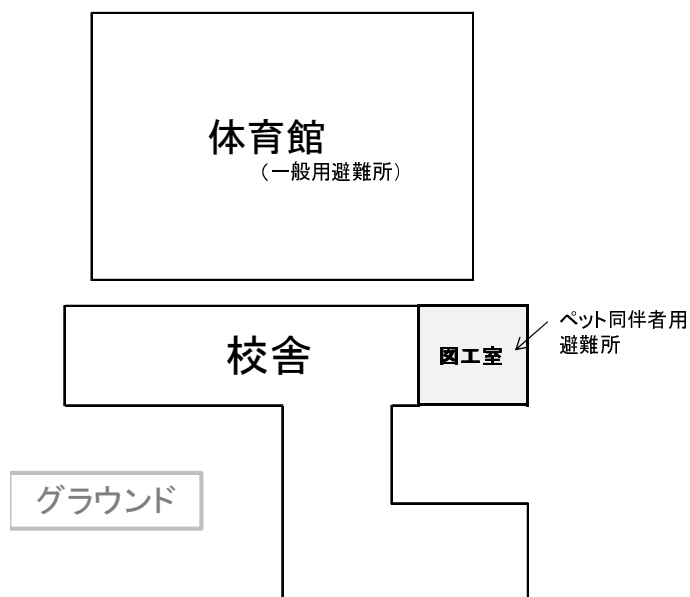 体育館
（一般用避難所）
校舎
図工室
ペット同伴者用
避難所
グラウンド